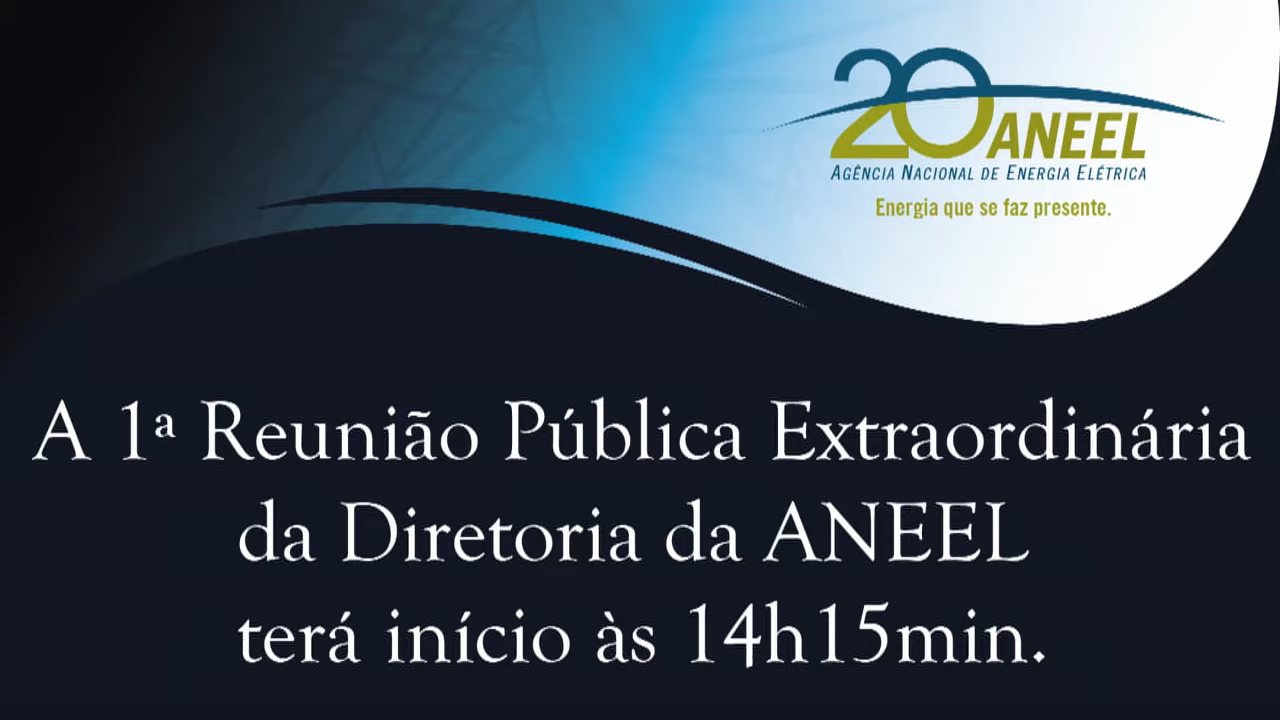 20 ANEEL
AGÊNCIA NACIONAL DE ENERGIA ELÉTRICA
Energia que se faz presente.
A 1ª Reunião Pública Extraordinária
da Diretoria da ANEEL
terá início às 14h15min.